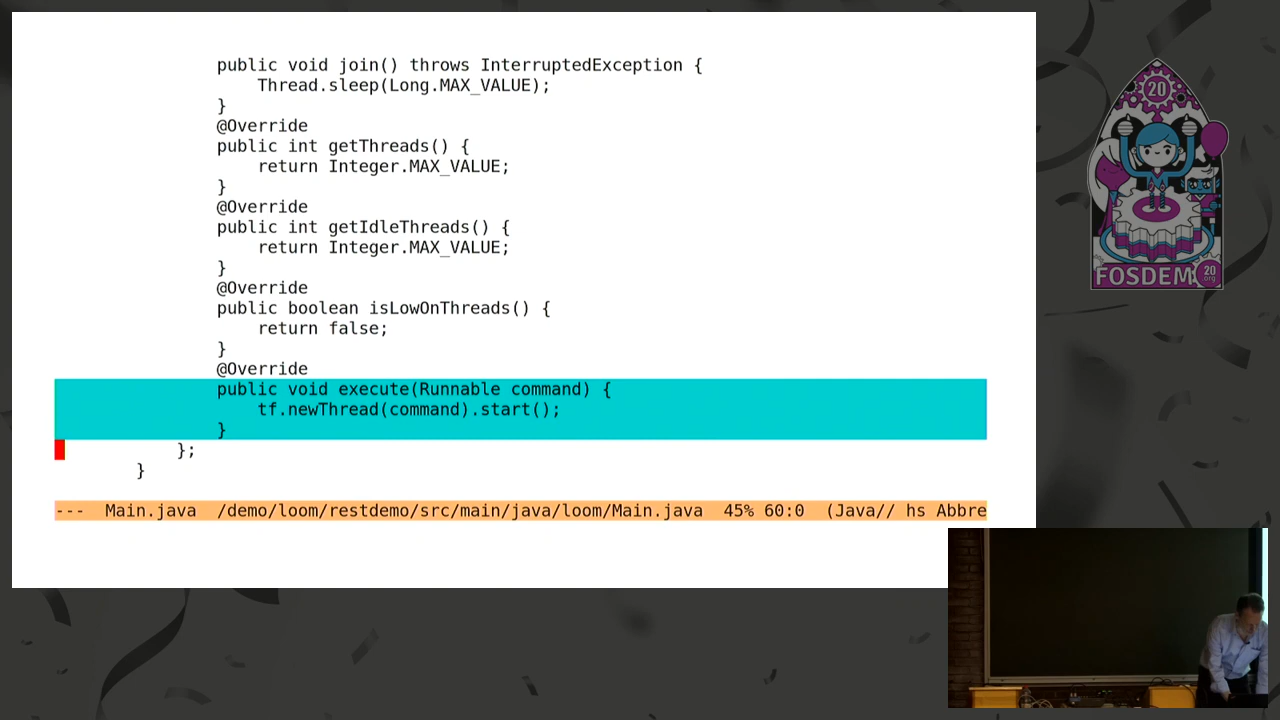 public void join() throws InterruptedException {
Thread.sleep(Long.MAX_VALUE);
}
@Override
public int getThreads() {
return Integer.MAX_VALUE;
}
@Override
public int getIdleThreads() {
return Integer.MAX_VALUE;
}
@Override
public boolean isLowOnThreads() {
return false;
}
@Override
public void execute(Runnable command) {
tf.newThread(command).start();
}
};
}
--- Main.java /demo/loom/restdemo/src/main/java/loom/Main.java 45% 60:0 (Java// hs Abbre
20
FOSDEM
20
.org